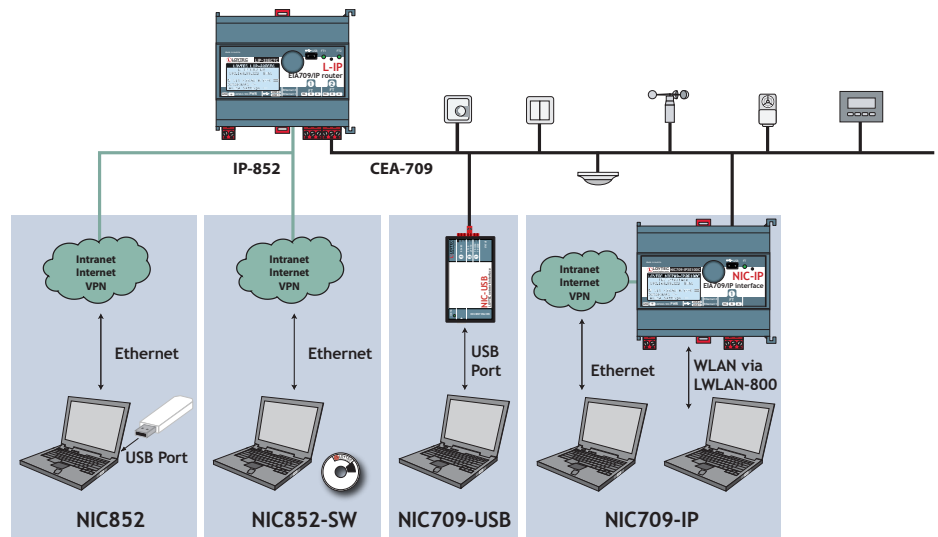 L-IP
EIA709/IP router
IP-852
CEA-709
Intranet
Internet
VPN
Intranet
Internet
VPN
NIC-USB
Intranet
Internet
VPN
NIC-IP
EIA709/IP interface
Ethernet
Ethernet
USB
Port
Ethernet
WLAN via
LWLAN-800
USB Port
NIC852
NIC852-SW
NIC709-USB
NIC709-IP